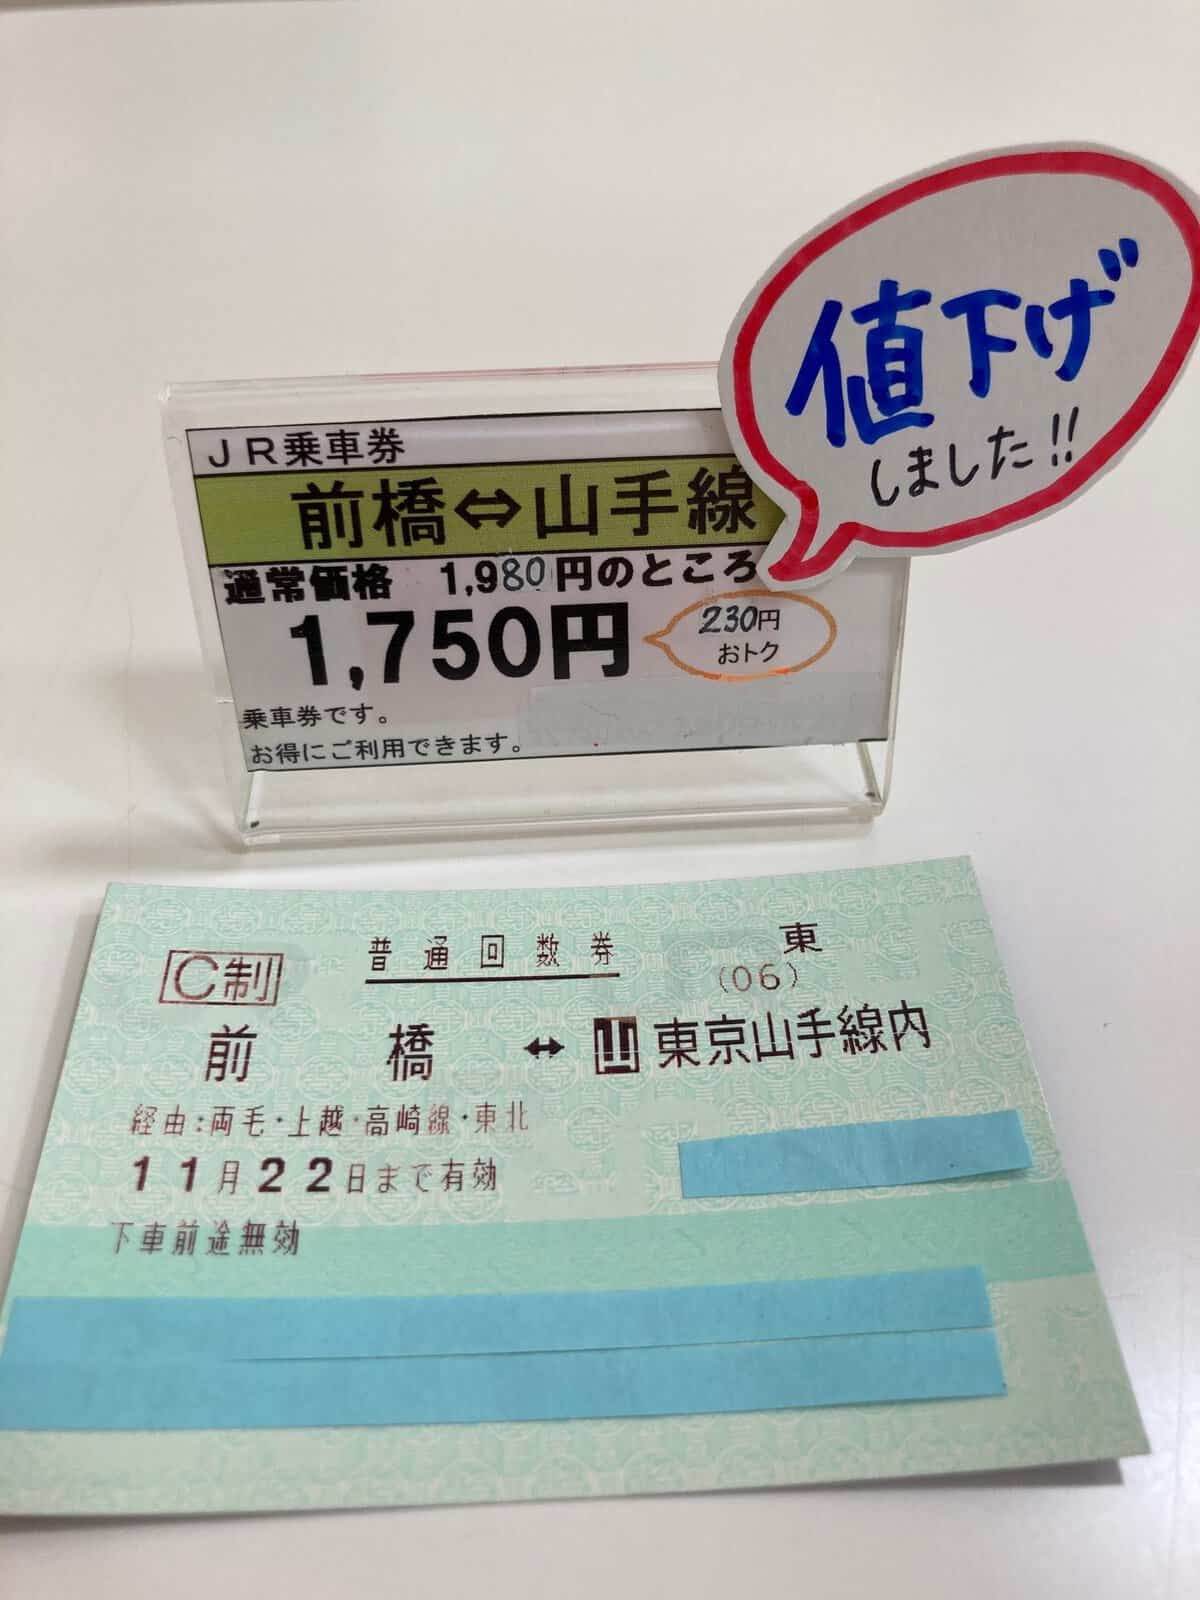 値下げ
しました!!
JR乗車券
前橋⇔山手線
通常価格 1,980円のところ
1,750円
230円
おトク
乗車券です。
お得にご利用できます。
C制
普通回数券
東
(06)
前橋↔山東京山手線内
経由:両毛・上越・高崎線・東北
11月22日まで有効
下車前途無効